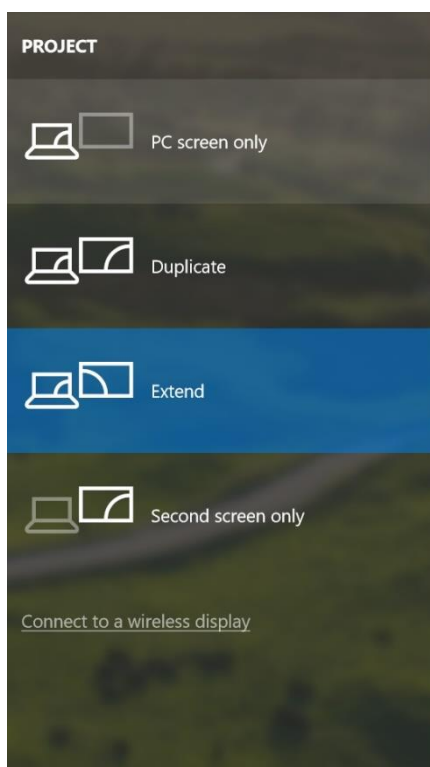 PROJECT
PC screen only
Duplicate
Extend
Second screen only
Connect to a wireless display